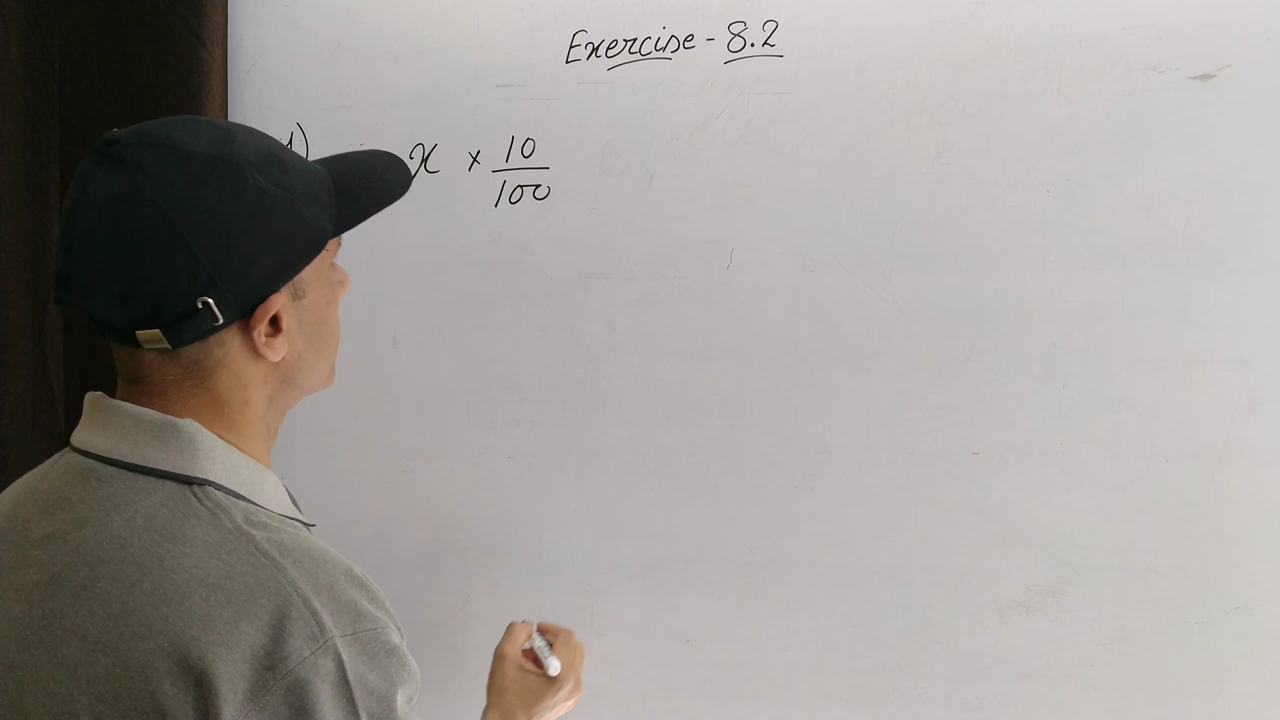 Exercise - 8.2
1) x × 10/100